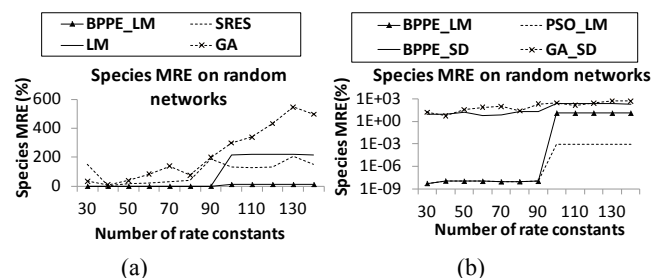 BPPE_LM SRES
LM GA
Species MRE on random
networks
Species MRE (%)
600
400
200
0
30 50 70 90 110 130
Number of rate constants
(a)
BPPE_LM PSO_LM
BPPE_SD GA_SD
Species MRE on random networks
Species MRE(%)
1E+03
1E+00
1E-03
1E-06
1E-09
30 50 70 90 110 130
Number of rate constants
(b)